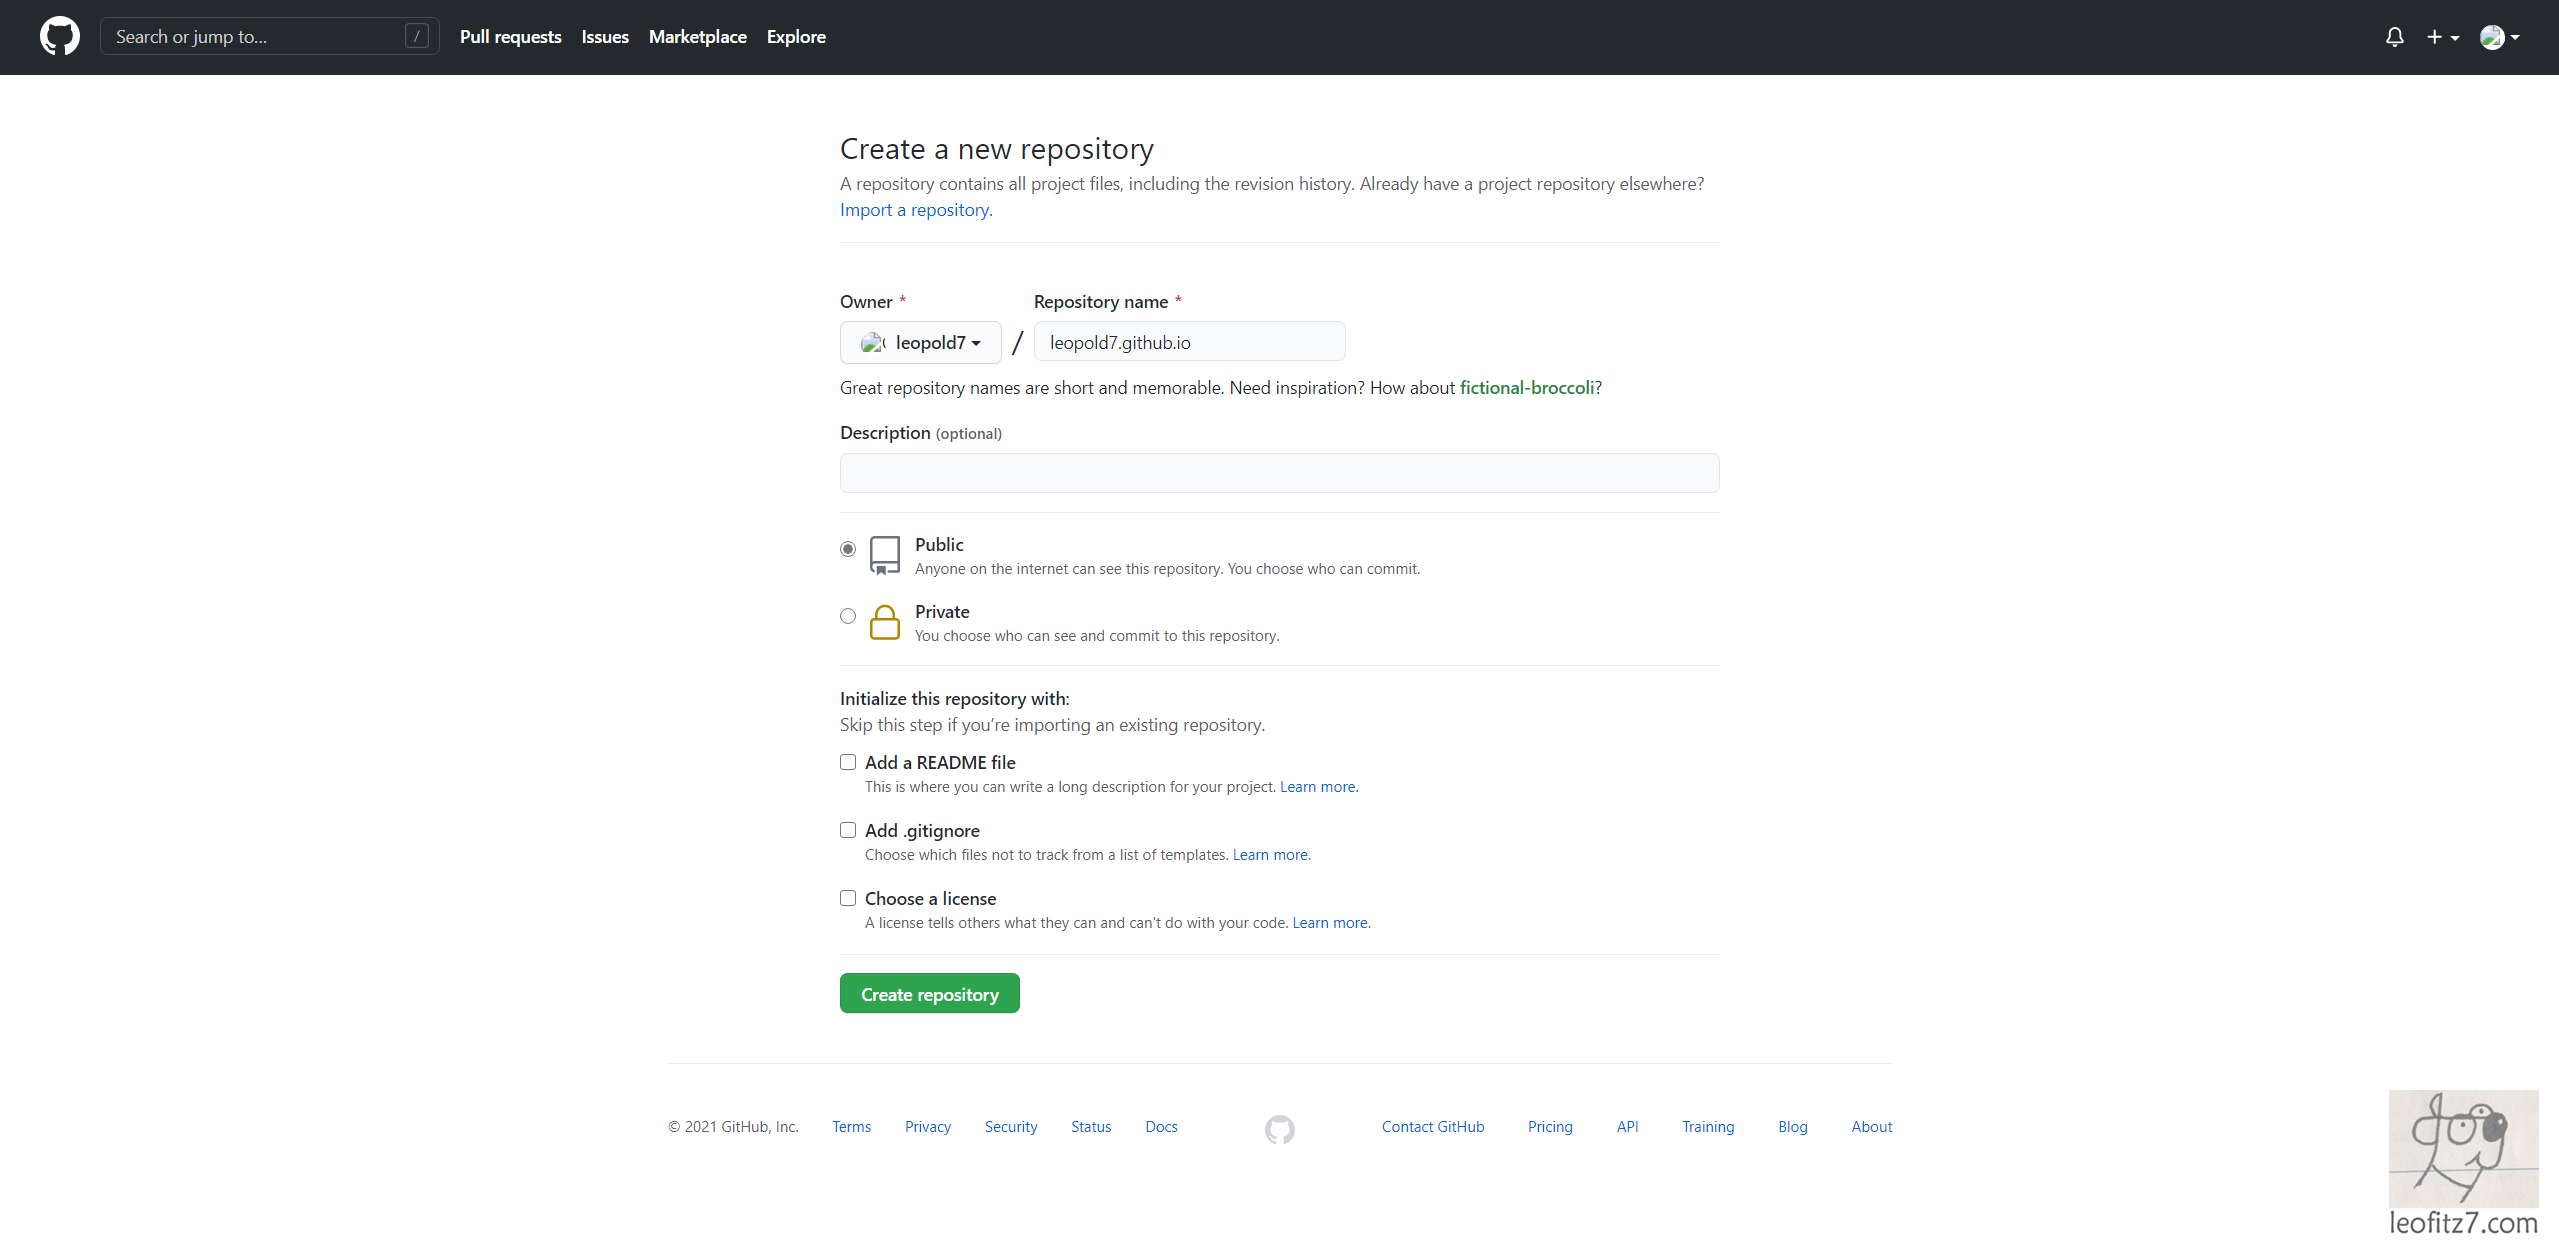 Search or jump to...
/
Pull requests
Issues
Marketplace
Explore
Create a new repository
A repository contains all project files, including the revision history. Already have a project repository elsewhere?
Import a repository.
Owner *
Repository name *
leopold7
/
leopold7.github.io
Great repository names are short and memorable. Need inspiration? How about fictional-broccoli?
Description (optional)
Public
Anyone on the internet can see this repository. You choose who can commit.
Private
You choose who can see and commit to this repository.
Initialize this repository with:
Skip this step if you’re importing an existing repository.
Add a README file
This is where you can write a long description for your project. Learn more.
Add .gitignore
Choose which files not to track from a list of templates. Learn more.
Choose a license
A license tells others what they can and can't do with your code. Learn more.
Create repository
© 2021 GitHub, Inc.
Terms
Privacy
Security
Status
Docs
Contact GitHub
Pricing
API
Training
Blog
About
dog
leofitz7.com